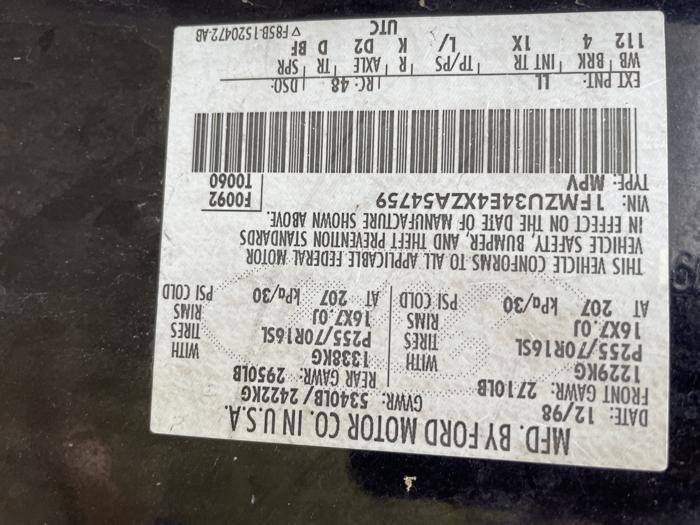 MFD. BY FORD MOTOR CO. IN U.S.A.
DATE: 12/98 GVWR: 5340LB/ 2422KG
FRONT GAWR: 2710LB REAR GAWR: 2950LB
1229KG WITH 1338KG WITH
P255/70R16SL TIRES P255/70R16SL TIRES
16X7.0J RIMS 16X7.0J RIMS
AT 207 kPa/30 PSI COLD AT 207 kPa/30 PSI COLD
THIS VEHICLE CONFORMS TO ALL APPLICABLE FEDERAL MOTOR
VEHICLE SAFETY, BUMPER, AND THEFT PREVENTION STANDARDS
IN EFFECT ON THE DATE OF MANUFACTURE SHOWN ABOVE.
VIN: 1FMZU34E4XZA54759 F0092
TYPE: MPV T0060
EXT PNT: LL RC: 48 DSO:
WB BRK INT TR TP/PS R AXLE TR SPR
112 4 1X L/ K D2 D BF
UTC
▽ F85B-1520472-AB